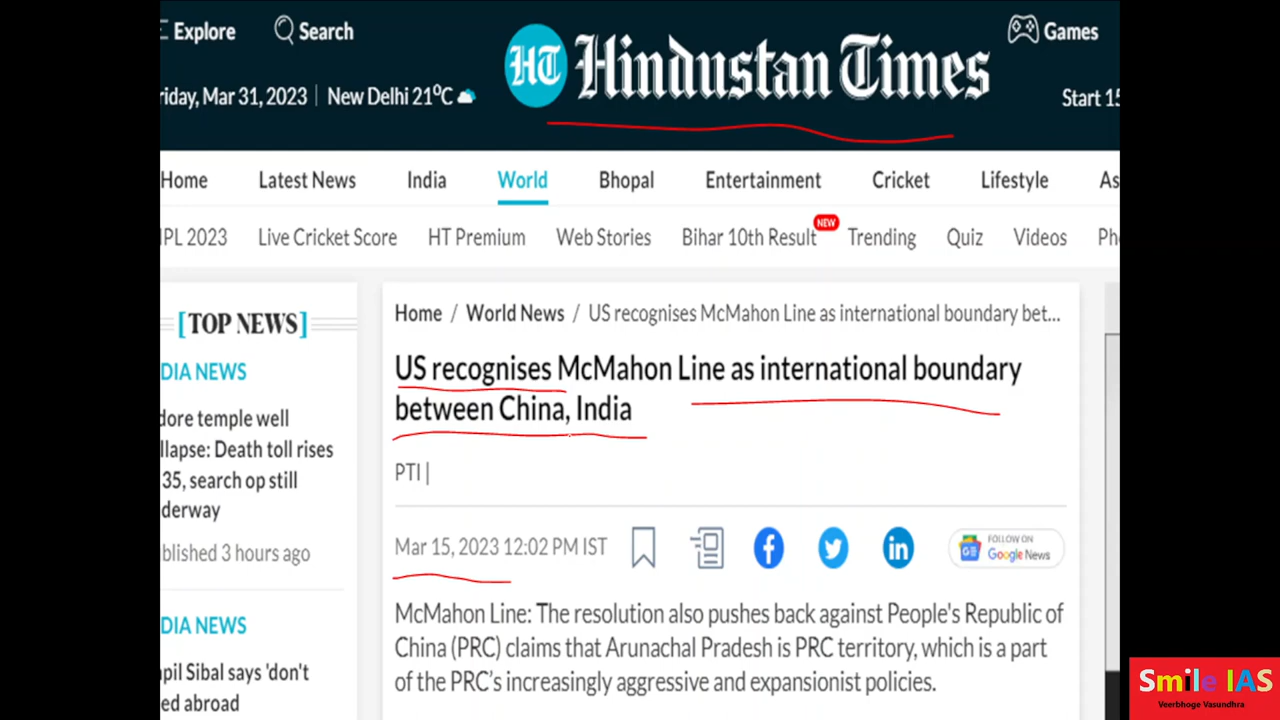 Explore
Search
HT Hindustan Times
Games
riday, Mar 31, 2023 | New Delhi 21°C
Start 15
Home
Latest News
India
World
Bhopal
Entertainment
Cricket
Lifestyle
As
IPL 2023
Live Cricket Score
HT Premium
Web Stories
Bihar 10th Result
NEW
Trending
Quiz
Videos
Ph
[TOP NEWS]
DIA NEWS
dore temple well
llapse: Death toll rises
35, search op still
derway
blished 3 hours ago
DIA NEWS
pil Sibal says 'don't
ed abroad
Home / World News / US recognises McMahon Line as international boundary bet...
US recognises McMahon Line as international boundary
between China, India
PTI |
Mar 15, 2023 12:02 PM IST
FOLLOW ON
Google News
McMahon Line: The resolution also pushes back against People's Republic of
China (PRC) claims that Arunachal Pradesh is PRC territory, which is a part
of the PRC's increasingly aggressive and expansionist policies.
Smile IAS
Veerbhoge Vasundhra